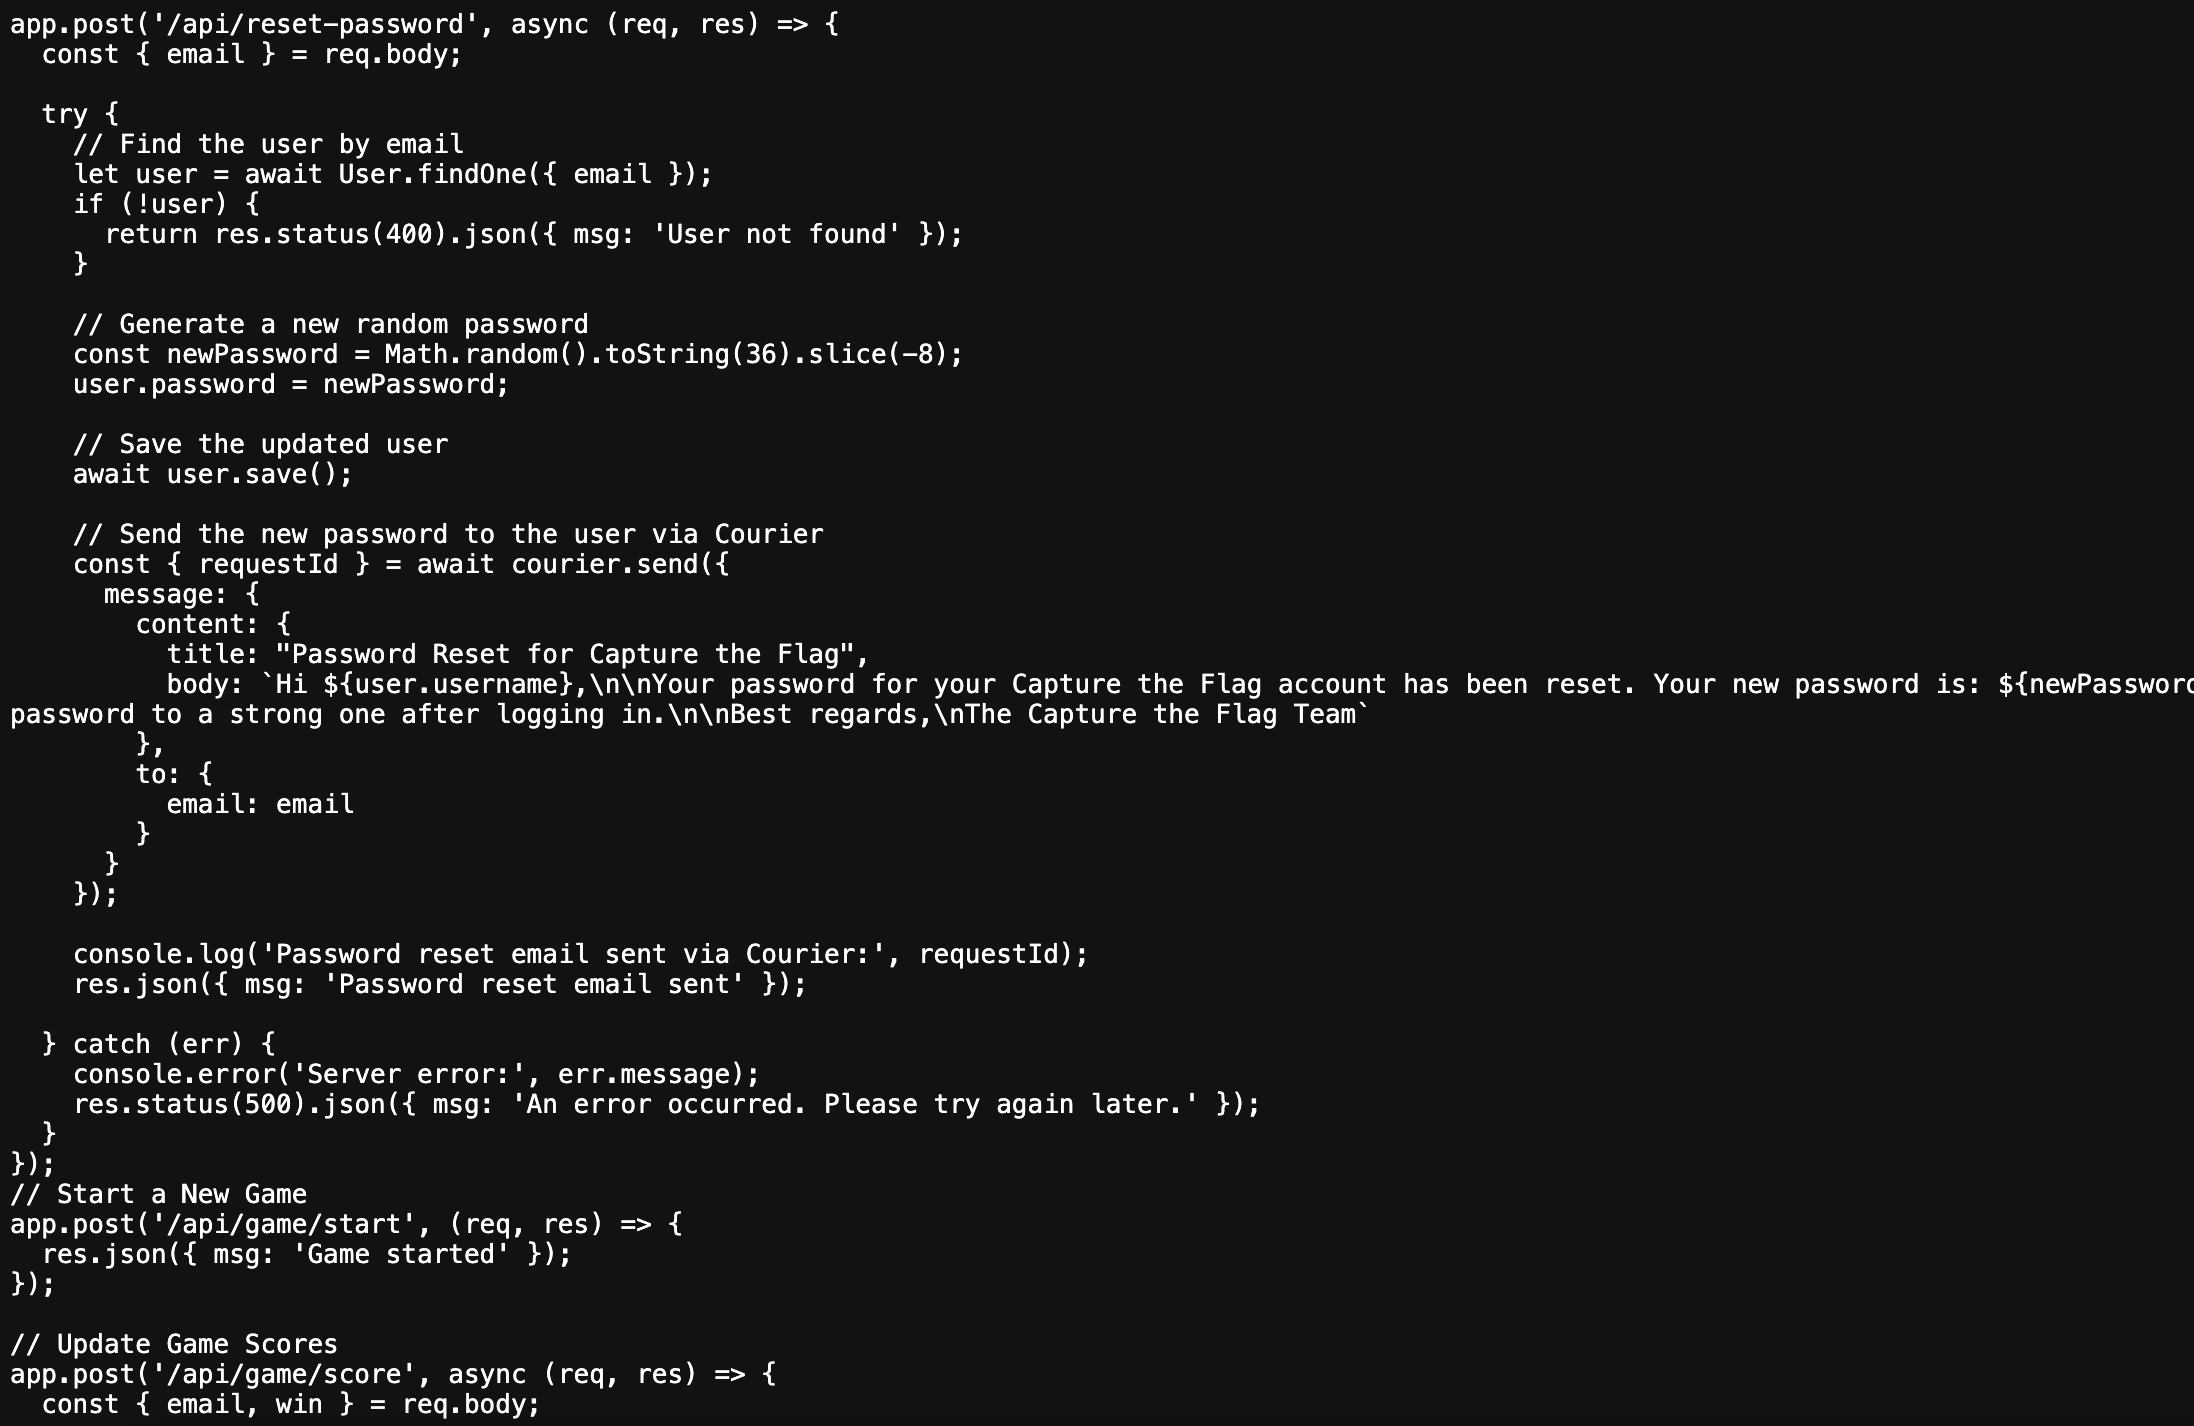 app.post('/api/reset-password', async (req, res) => {
  const { email } = req.body;

  try {
    // Find the user by email
    let user = await User.findOne({ email });
    if (!user) {
      return res.status(400).json({ msg: 'User not found' });
    }

    // Generate a new random password
    const newPassword = Math.random().toString(36).slice(-8);
    user.password = newPassword;

    // Save the updated user
    await user.save();

    // Send the new password to the user via Courier
    const { requestId } = await courier.send({
      message: {
        content: {
          title: "Password Reset for Capture the Flag",
          body: `Hi ${user.username},\n\nYour password for your Capture the Flag account has been reset. Your new password is: ${newPassword
password to a strong one after logging in.\n\nBest regards,\nThe Capture the Flag Team`
        },
        to: {
          email: email
        }
      }
    });

    console.log('Password reset email sent via Courier:', requestId);
    res.json({ msg: 'Password reset email sent' });

  } catch (err) {
    console.error('Server error:', err.message);
    res.status(500).json({ msg: 'An error occurred. Please try again later.' });
  }
});
// Start a New Game
app.post('/api/game/start', (req, res) => {
  res.json({ msg: 'Game started' });
});

// Update Game Scores
app.post('/api/game/score', async (req, res) => {
  const { email, win } = req.body;